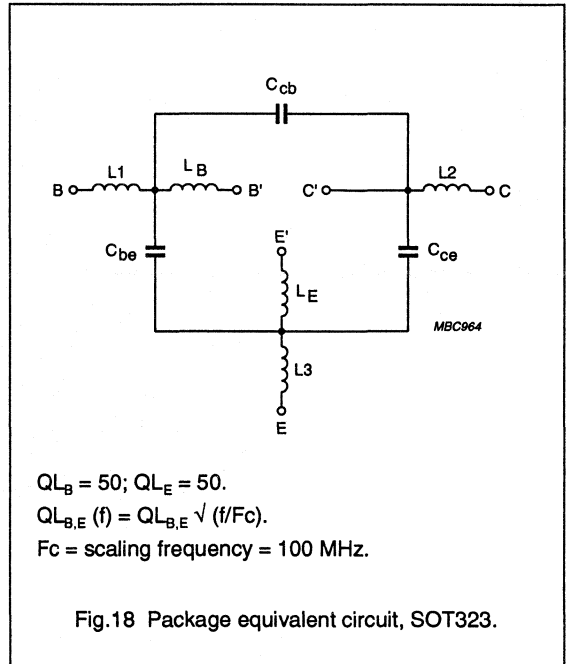 C_cb
L1
L_B
L2
B
B'
C'
C
C_be
E'
C_ce
L_E
MBC964
L3
E
QL_B = 50; QL_E = 50.
QL_B,E (f) = QL_B,E √ (f/Fc).
Fc = scaling frequency = 100 MHz.
Fig.18 Package equivalent circuit, SOT323.